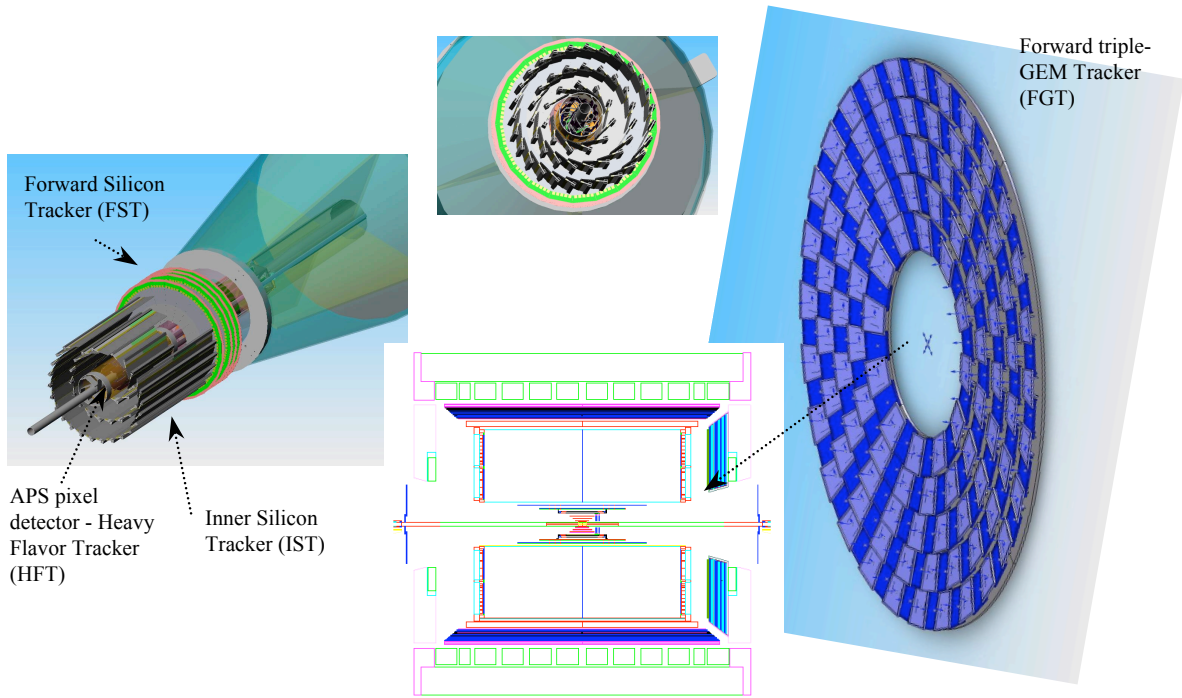 Forward triple-
GEM Tracker
(FGT)
Forward Silicon
Tracker (FST)
APS pixel
detector - Heavy
Flavor Tracker
(HFT)
Inner Silicon
Tracker (IST)